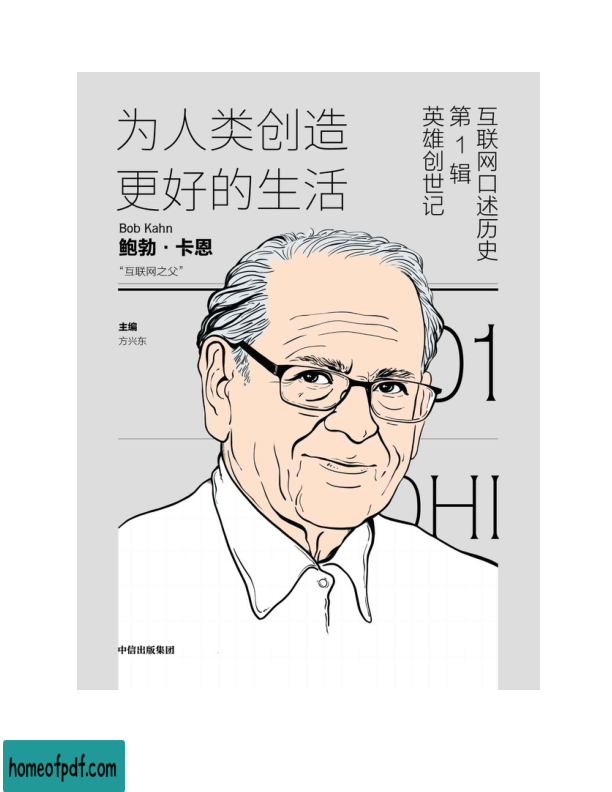 为人类创造
更好的生活
互联网口述历史
第1辑
英雄创世记
Bob Kahn
鲍勃·卡恩
“互联网之父”
主编
方兴东
01
OHI
中信出版集团
homeofpdf.com